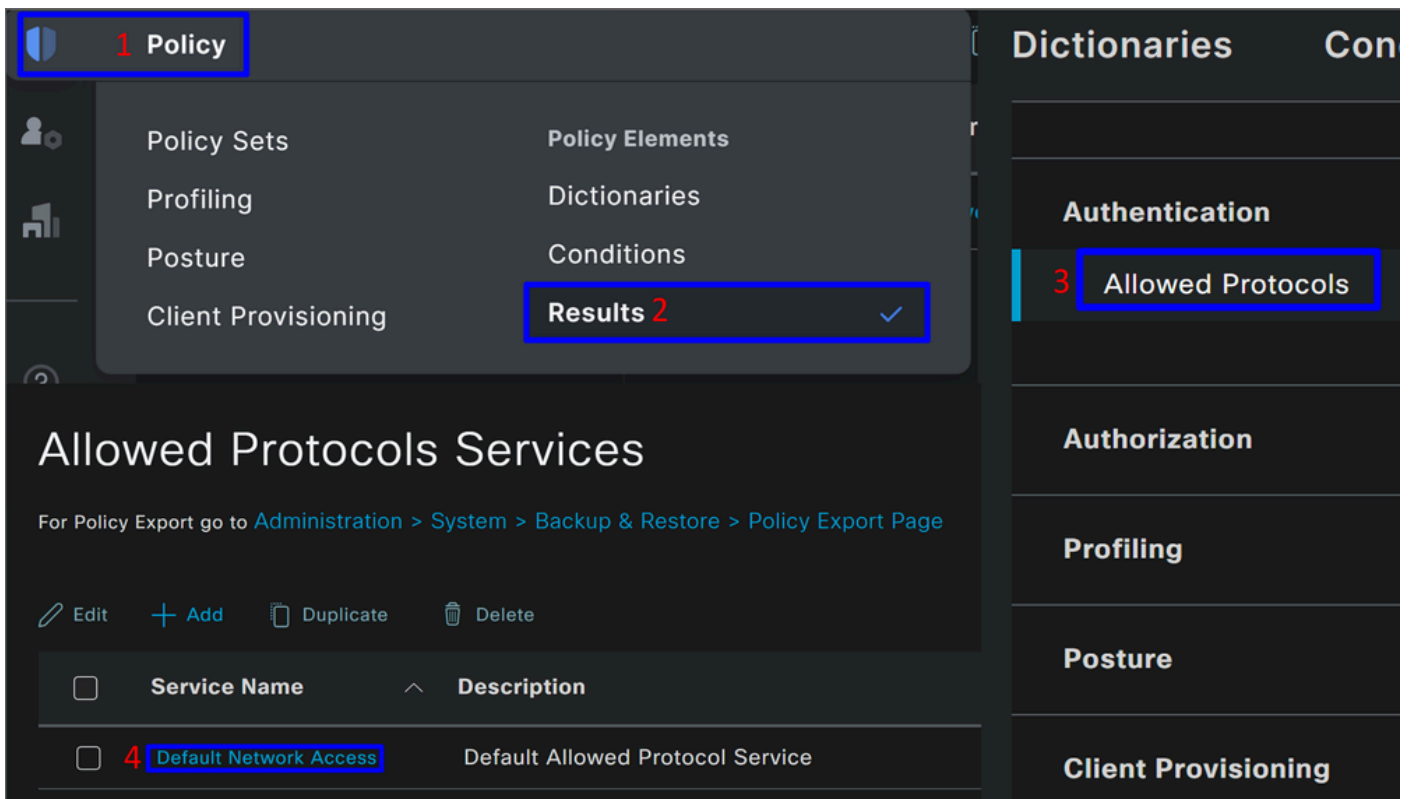 1 Policy
Policy Sets
Profiling
Posture
Client Provisioning
Policy Elements
Dictionaries
Conditions
Results 2
Dictionaries
Authentication
3 Allowed Protocols
Authorization
Profiling
Posture
Client Provisioning
Allowed Protocols Services
For Policy Export go to Administration > System > Backup & Restore > Policy Export Page
Edit Add Duplicate Delete
Service Name Description
4 Default Network Access Default Allowed Protocol Service